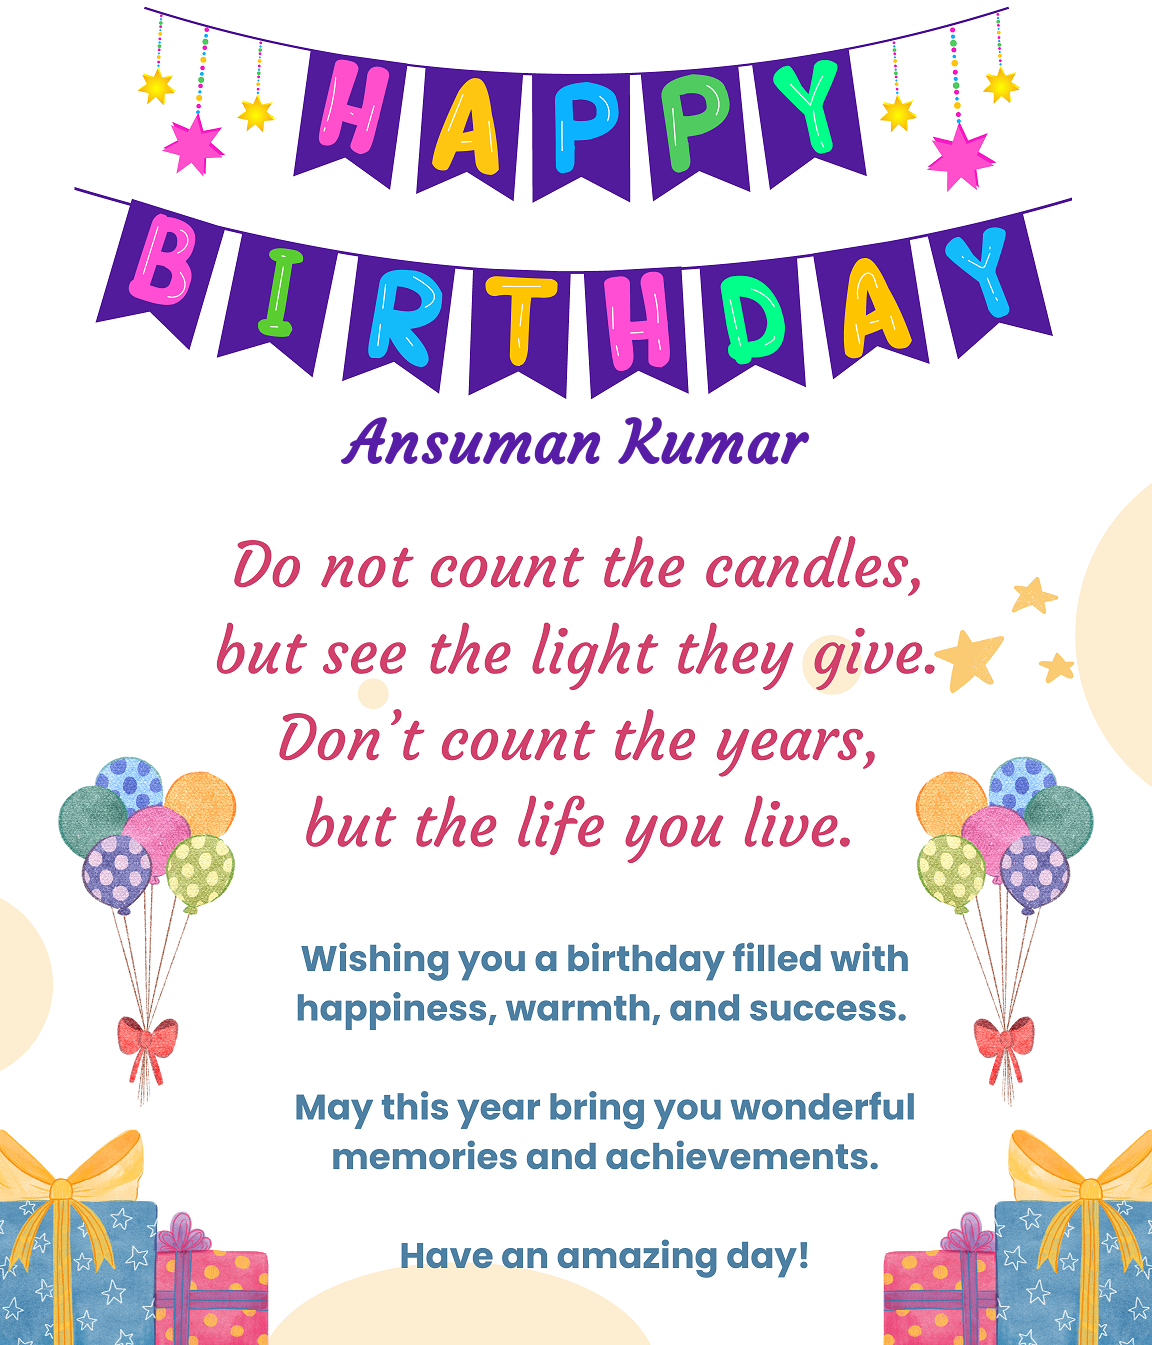 HAPPY
BIRTHDAY
Ansuman Kumar
Do not count the candles,
but see the light they give.
Don’t count the years,
but the life you live.
Wishing you a birthday filled with
happiness, warmth, and success.
May this year bring you wonderful
memories and achievements.
Have an amazing day!